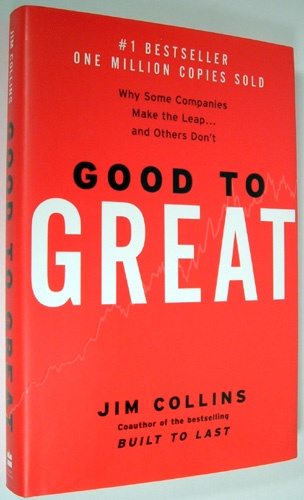 JIM COLLINS
GOOD TO GREAT
#1 BESTSELLER
ONE MILLION COPIES SOLD
Why Some Companies
Make the Leap...
and Others Don't
GOOD TO
GREAT
JIM COLLINS
Coauthor of the bestselling
BUILT TO LAST